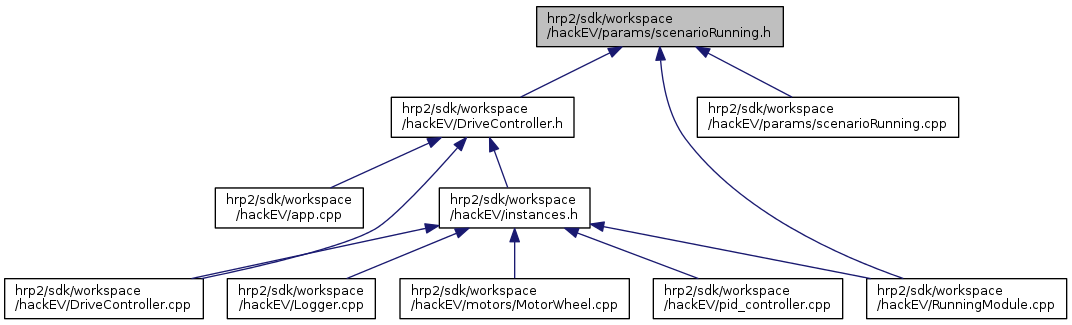 hrp2/sdk/workspace
/hackEV/params/scenarioRunning.h
hrp2/sdk/workspace
/hackEV/DriveController.h
hrp2/sdk/workspace
/hackEV/params/scenarioRunning.cpp
hrp2/sdk/workspace
/hackEV/app.cpp
hrp2/sdk/workspace
/hackEV/instances.h
hrp2/sdk/workspace
/hackEV/DriveController.cpp
hrp2/sdk/workspace
/hackEV/Logger.cpp
hrp2/sdk/workspace
/hackEV/motors/MotorWheel.cpp
hrp2/sdk/workspace
/hackEV/pid_controller.cpp
hrp2/sdk/workspace
/hackEV/RunningModule.cpp